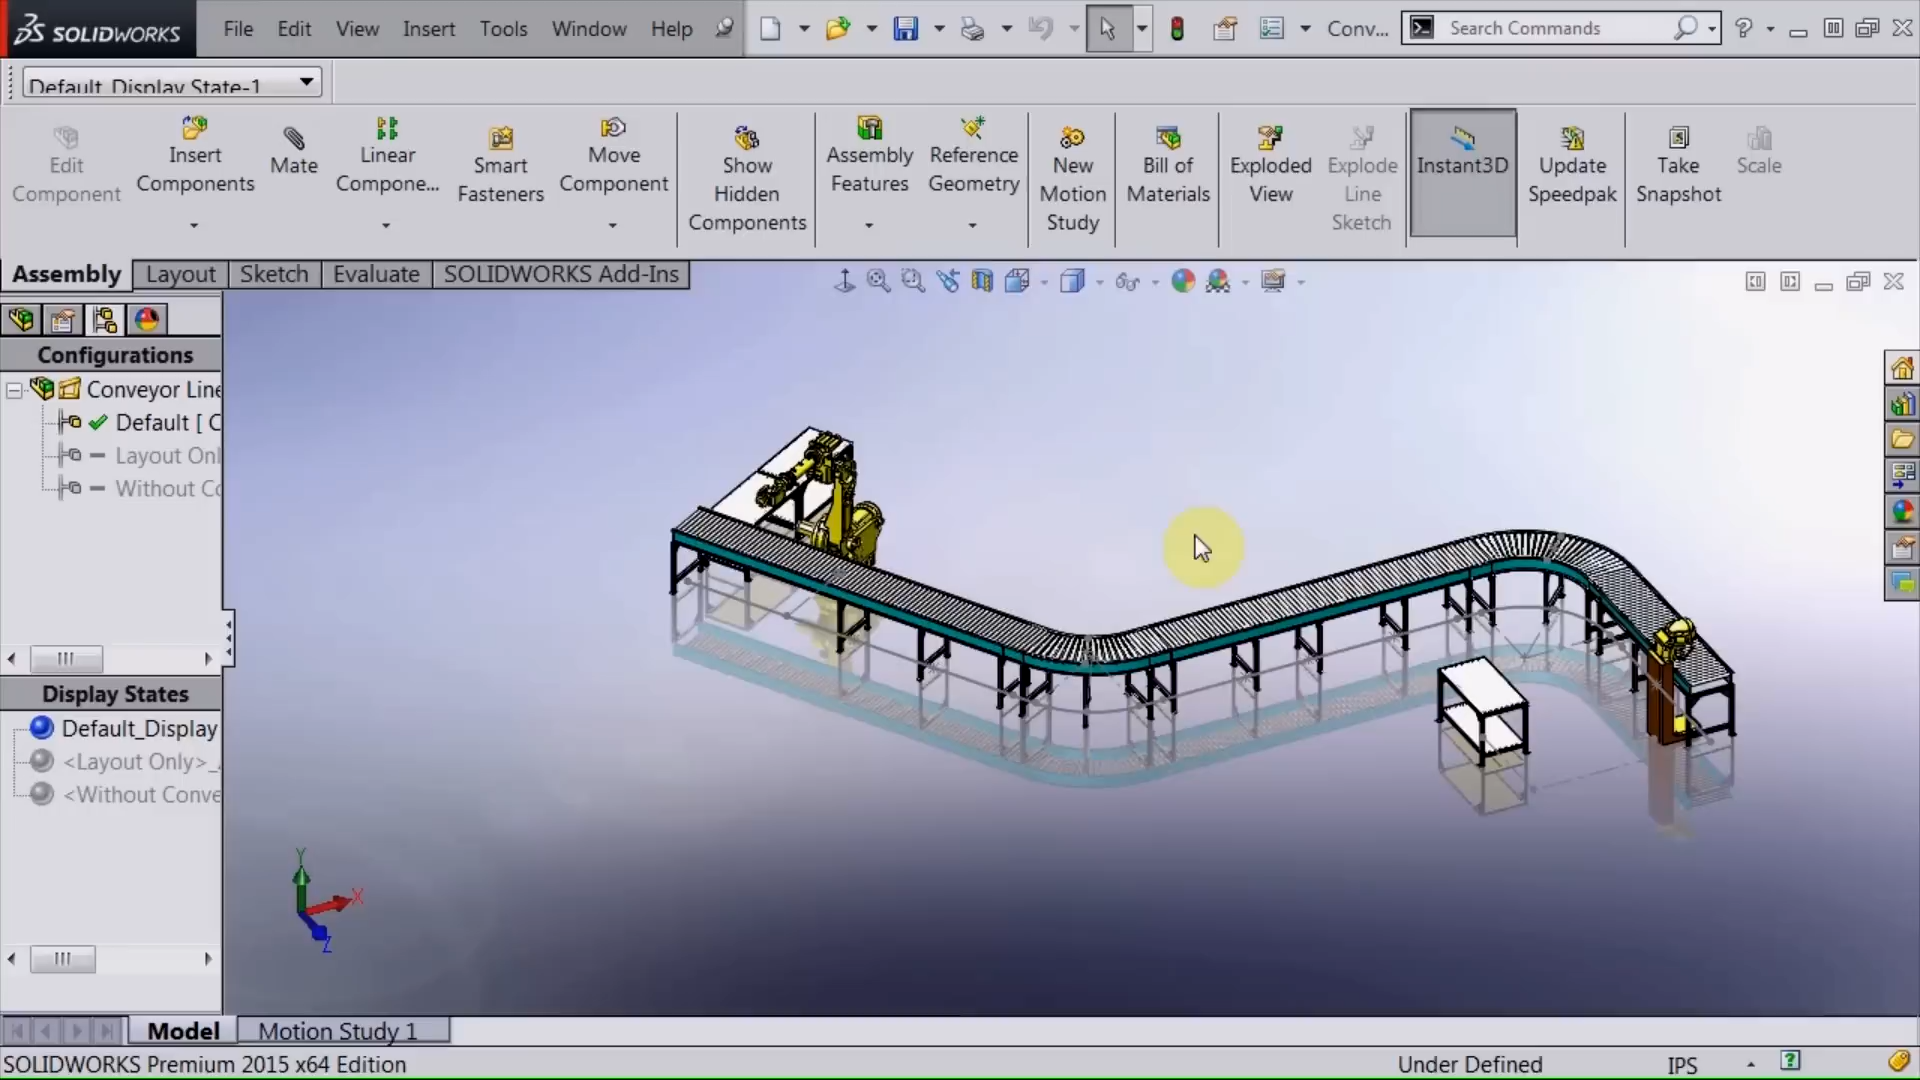 SOLIDWORKS File Edit View Insert Tools Window Help Conv... Search Commands ?
Default_Display State-1
Edit Component
Insert Components
Mate
Linear Compone...
Smart Fasteners
Move Component
Show Hidden Components
Assembly Features
Reference Geometry
New Motion Study
Bill of Materials
Exploded View
Explode Line Sketch
Instant3D
Update Speedpak
Take Snapshot
Scale
Assembly Layout Sketch Evaluate SOLIDWORKS Add-Ins
Configurations
Conveyor Line
Default [ C
Layout Onl
Without Co
Display States
Default_Display
<Layout Only>_
<Without Conve
Y
X
Z
Model Motion Study 1
SOLIDWORKS Premium 2015 x64 Edition Under Defined IPS ?